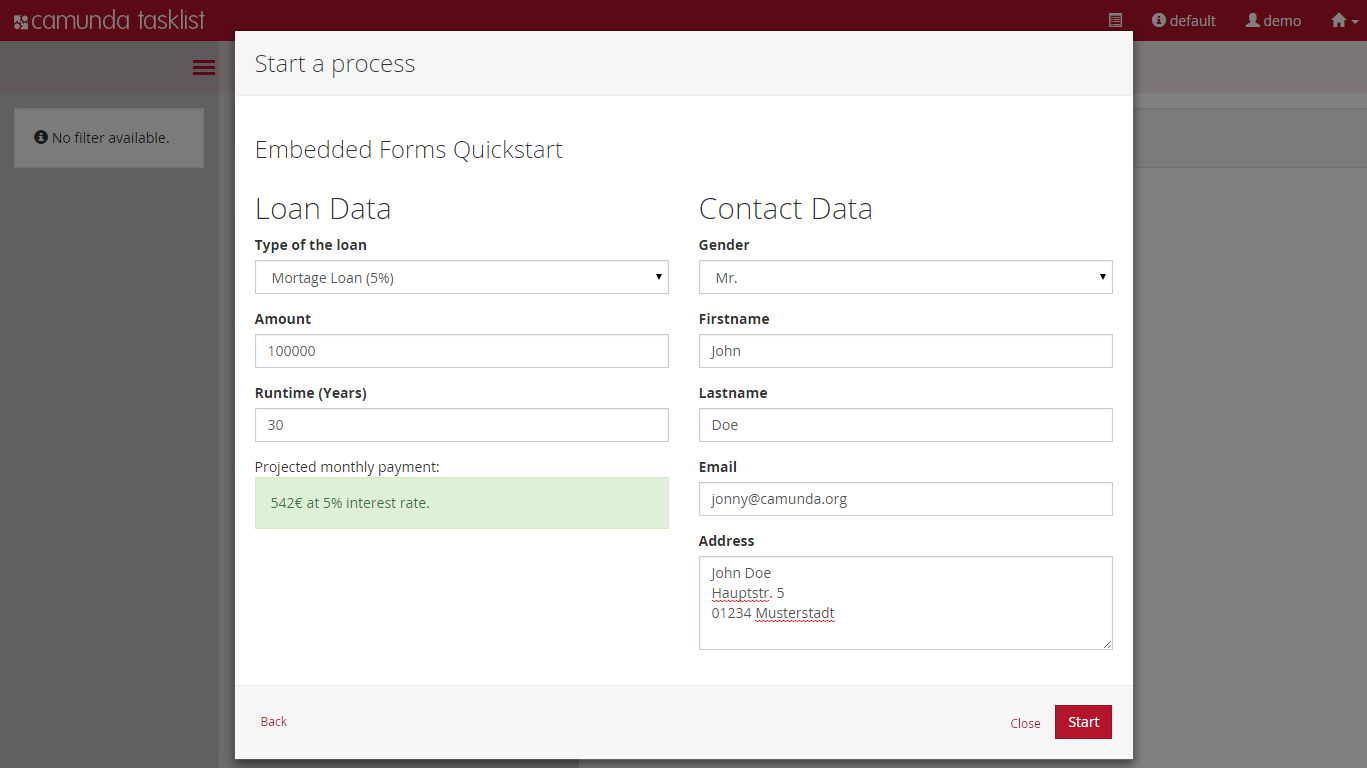 camunda tasklist
default
demo
Start a process
No filter available.
Embedded Forms Quickstart
Loan Data
Type of the loan
Mortage Loan (5%)
Amount
100000
Runtime (Years)
30
Projected monthly payment:
542€ at 5% interest rate.
Contact Data
Gender
Mr.
Firstname
John
Lastname
Doe
Email
jonny@camunda.org
Address
John Doe
Hauptstr. 5
01234 Musterstadt
Back
Close
Start